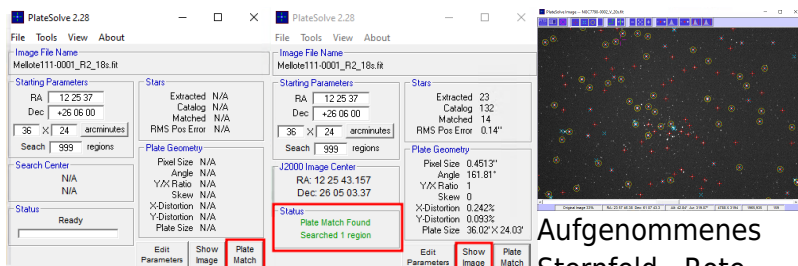 PlateSolve 2.28
File Tools View About
Image File Name
Mellote111-0001_R2_18s.fit
Starting Parameters
RA 12 25 37
Dec +26 06 00
36 X 24 arcminutes
Seach 999 regions
Search Center
N/A
N/A
Status
Ready
Stars
Extracted N/A
Catalog N/A
Matched N/A
RMS Pos Error N/A
Plate Geometry
Pixel Size N/A
Angle N/A
Y/X Ratio N/A
Skew N/A
X-Distortion N/A
Y-Distortion N/A
Plate Size N/A
Edit Parameters
Show Image
Plate Match
PlateSolve 2.28
File Tools View About
Image File Name
Mellote111-0001_R2_18s.fit
Starting Parameters
RA 12 25 37
Dec +26 06 00
36 X 24 arcminutes
Seach 999 regions
J2000 Image Center
RA: 12 25 43.157
Dec: 26 05 03.37
Status
Plate Match Found
Searched 1 region
Stars
Extracted 23
Catalog 132
Matched 14
RMS Pos Error 0.14"
Plate Geometry
Pixel Size 0.4513"
Angle 161.81°
Y/X Ratio 1
Skew 0
X-Distortion 0.242%
Y-Distortion 0.093%
Plate Size 36.02' X 24.03'
Edit Parameters
Show Image
Plate Match
Aufgenommenes
Sternfeld - Rote